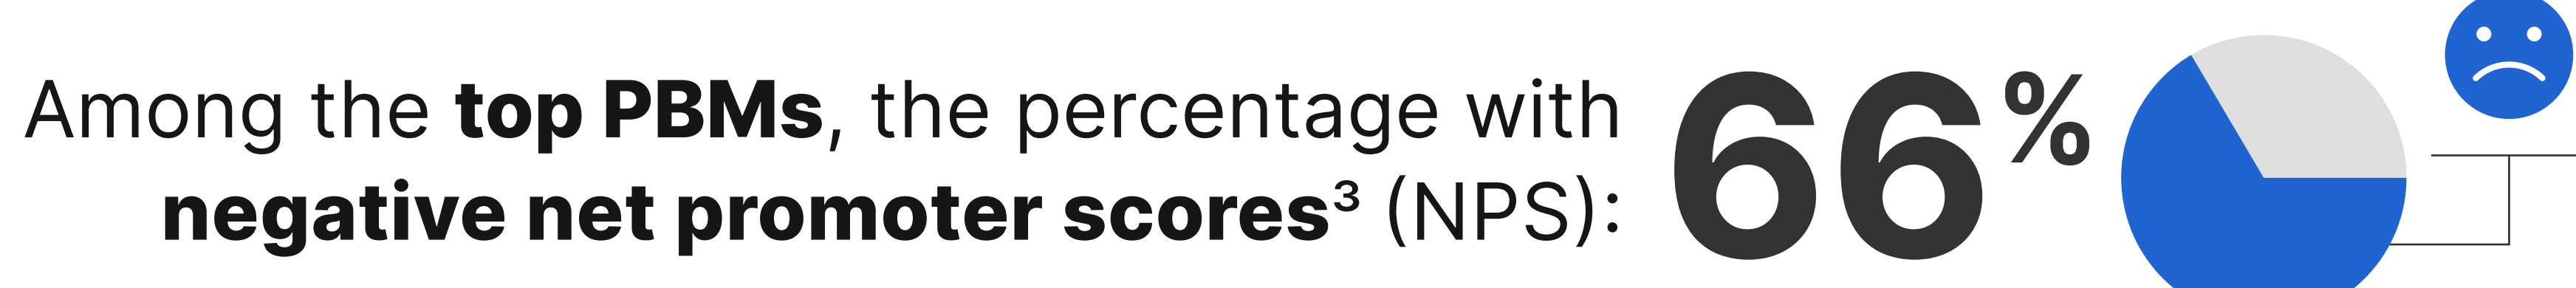 Among the top PBMs, the percentage with
negative net promoter scores³ (NPS):
66%